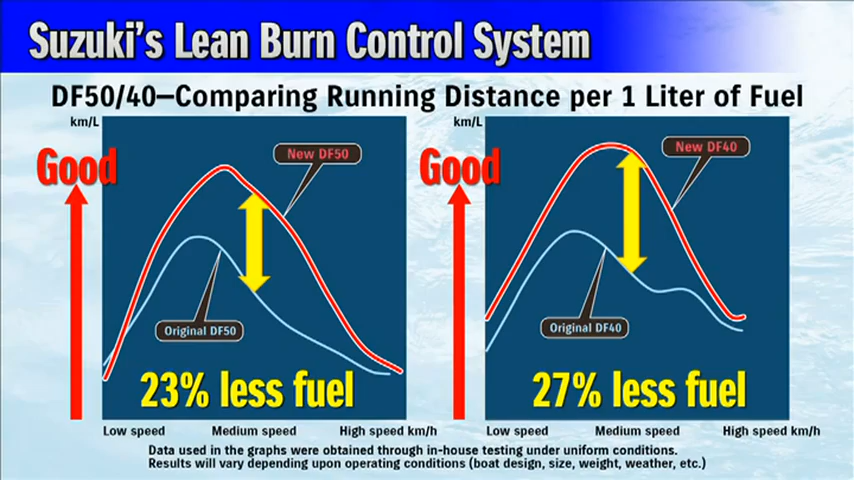 Suzuki's Lean Burn Control System
DF50/40—Comparing Running Distance per 1 Liter of Fuel
km/L
Good
New DF50
Original DF50
23% less fuel
Low speed
Medium speed
High speed km/h
km/L
Good
New DF40
Original DF40
27% less fuel
Low speed
Medium speed
High speed km/h
Data used in the graphs were obtained through in-house testing under uniform conditions.
Results will vary depending upon operating conditions (boat design, size, weight, weather, etc.)